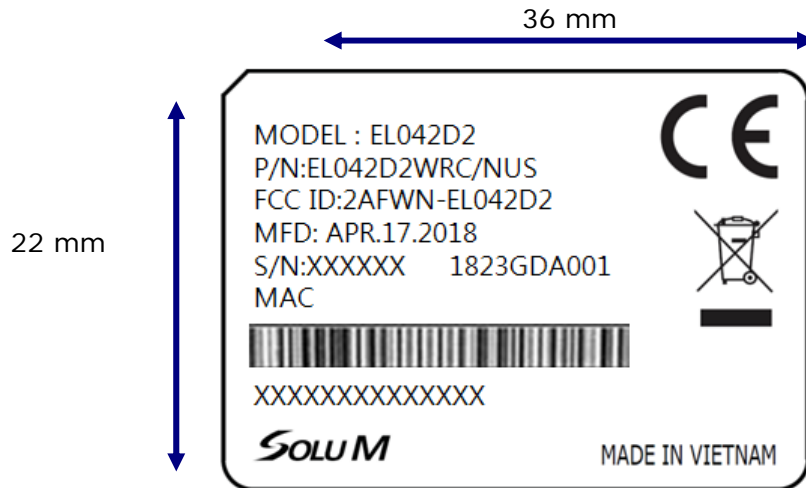 36 mm
22 mm
MODEL : EL042D2
P/N:EL042D2WRC/NUS
FCC ID:2AFWN-EL042D2
MFD: APR.17.2018
S/N:XXXXXX 1823GDA001
MAC
XXXXXXXXXXXXXX
SOLUM
MADE IN VIETNAM
CE